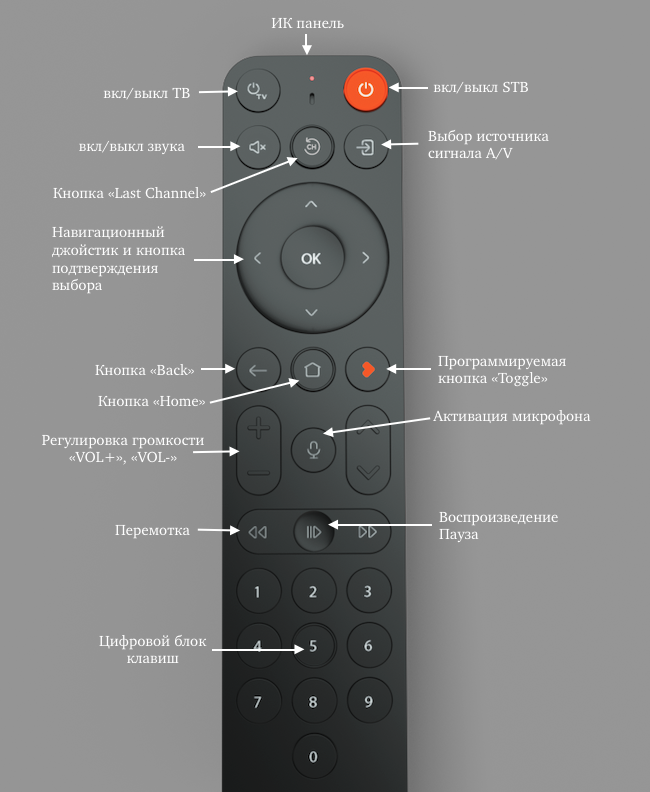 ИК панель
вкл/выкл ТВ
TV
вкл/выкл STB
вкл/выкл звука
CH
Выбор источника
сигнала A/V
Кнопка «Last Channel»
Навигационный
джойстик и кнопка
подтверждения
выбора
OK
Кнопка «Back»
Программируемая
кнопка «Toggle»
Кнопка «Home»
Активация микрофона
Регулировка громкости
«VOL+», «VOL-»
Перемотка
Воспроизведение
Пауза
1 2 3
Цифровой блок
клавиш
4 5 6
7 8 9
0